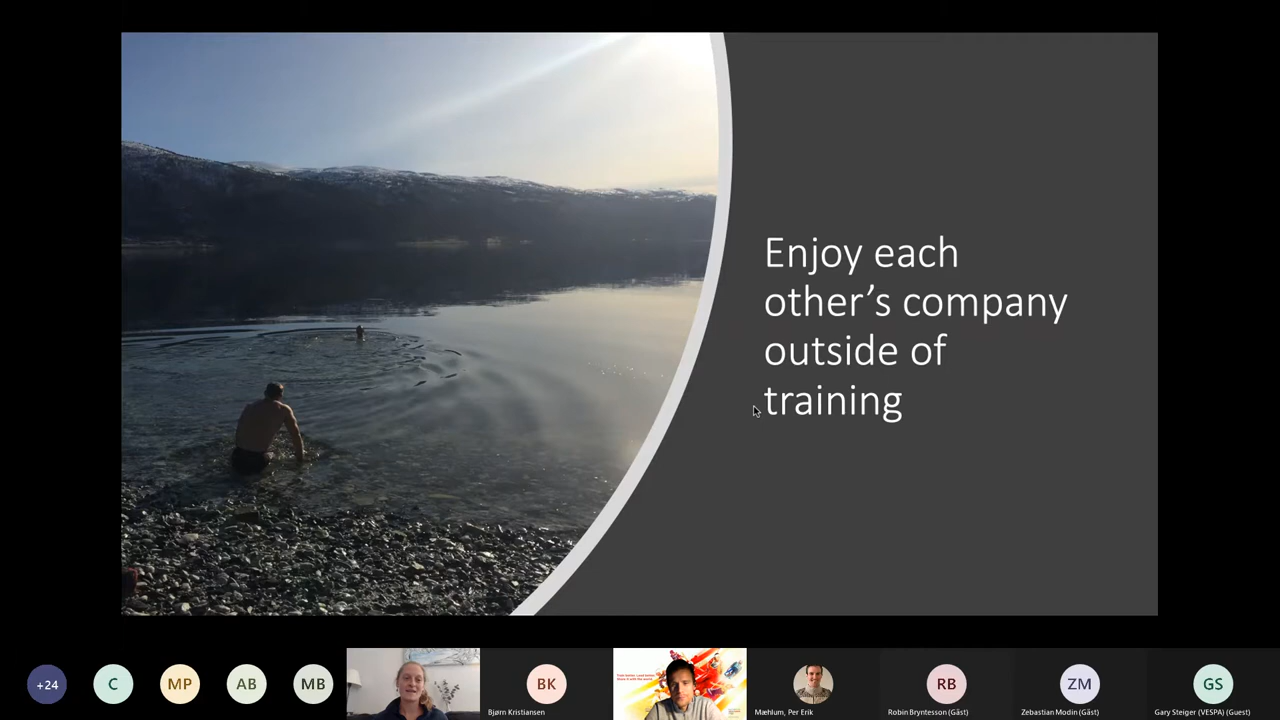 Enjoy each
other’s company
outside of
training
+24
C
MP
AB
MB
BK
Bjørn Kristiansen
Mæhlum, Per Erik
RB
Robin Bryntesson (Gäst)
ZM
Zebastian Modin (Gäst)
GS
Gary Steiger (VESPA) (Guest)